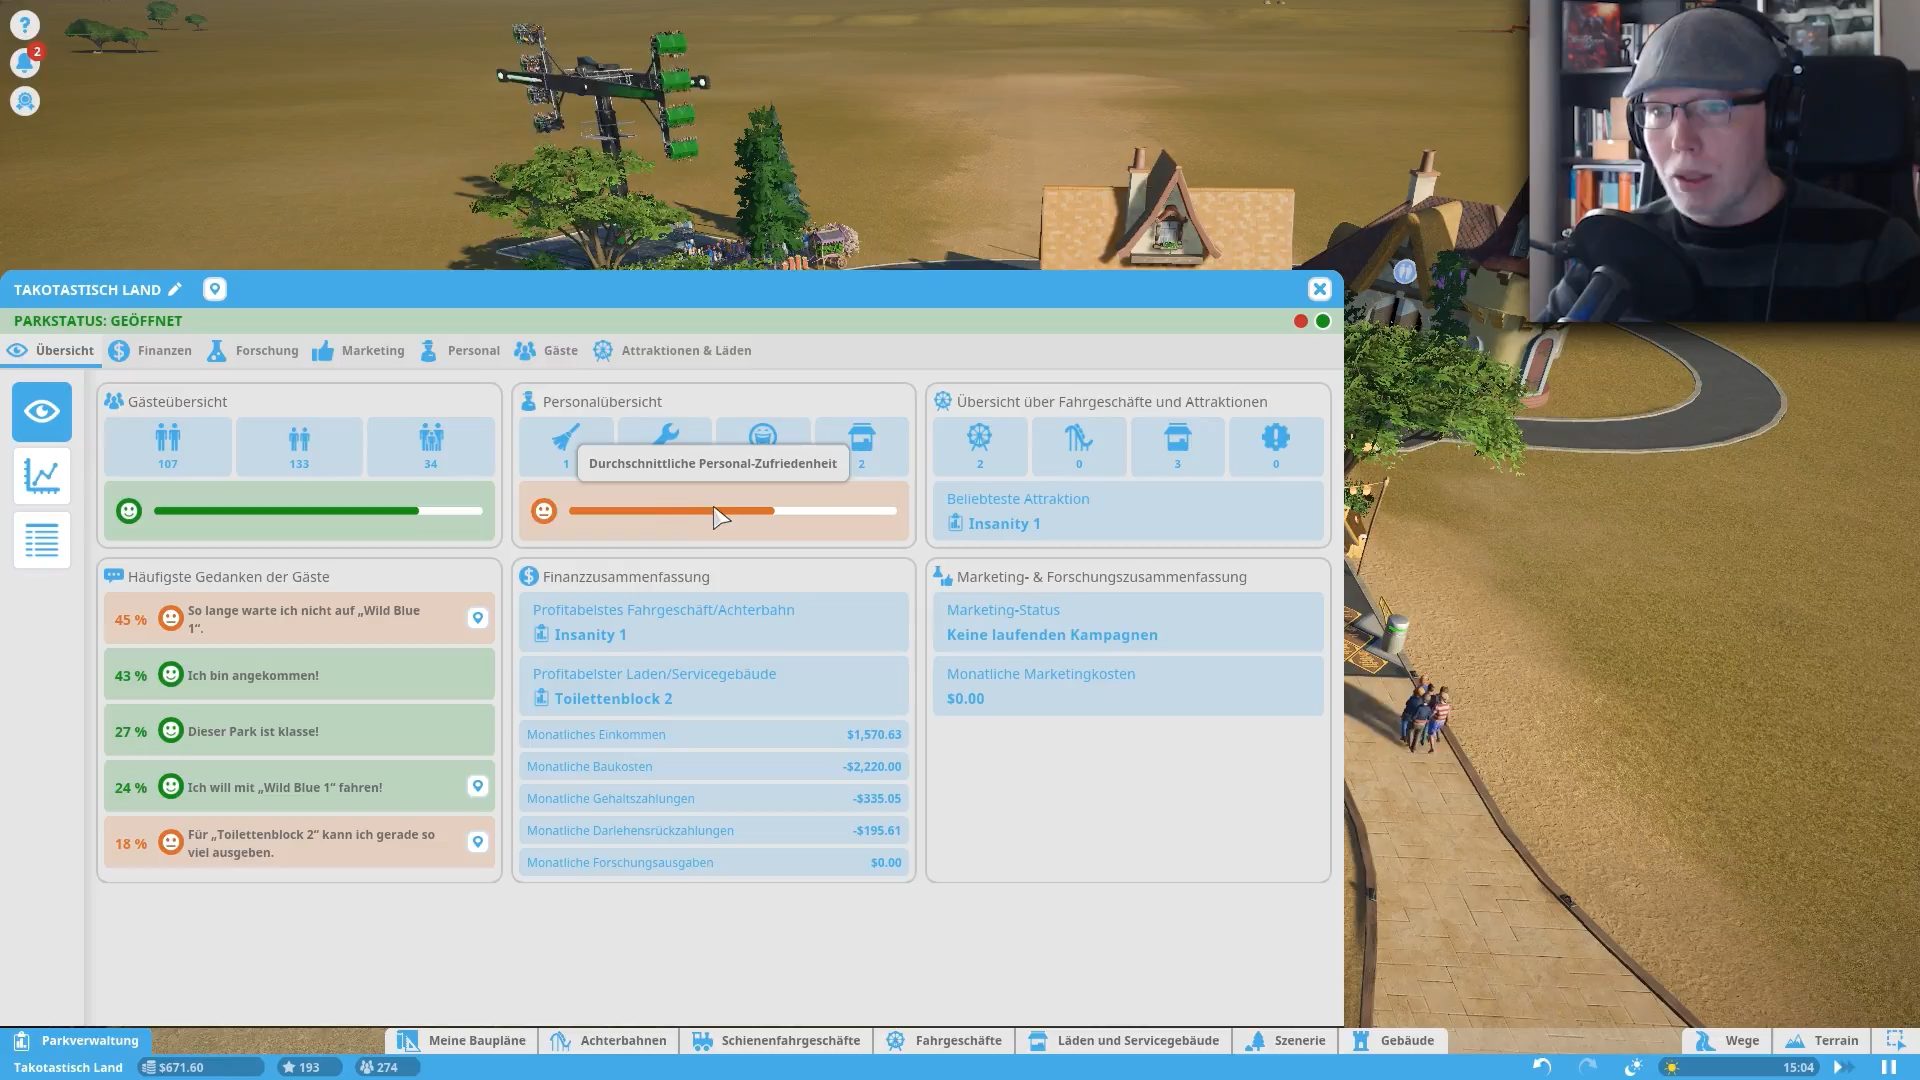 ?
2
TAKOTASTISCH LAND
PARKSTATUS: GEÖFFNET
Übersicht
Finanzen
Forschung
Marketing
Personal
Gäste
Attraktionen & Läden
Gästeübersicht
107
133
34
Personalübersicht
1
2
Durchschnittliche Personal-Zufriedenheit
Übersicht über Fahrgeschäfte und Attraktionen
2
0
3
0
Beliebteste Attraktion
Insanity 1
Häufigste Gedanken der Gäste
45 %
So lange warte ich nicht auf „Wild Blue
1“.
43 %
Ich bin angekommen!
27 %
Dieser Park ist klasse!
24 %
Ich will mit „Wild Blue 1“ fahren!
18 %
Für „Toilettenblock 2“ kann ich gerade so
viel ausgeben.
Finanzzusammenfassung
Profitabelstes Fahrgeschäft/Achterbahn
Insanity 1
Profitabelster Laden/Servicegebäude
Toilettenblock 2
Monatliches Einkommen $1,570.63
Monatliche Baukosten -$2,220.00
Monatliche Gehaltszahlungen -$335.05
Monatliche Darlehensrückzahlungen -$195.61
Monatliche Forschungsausgaben $0.00
Marketing- & Forschungszusammenfassung
Marketing-Status
Keine laufenden Kampagnen
Monatliche Marketingkosten
$0.00
Parkverwaltung
Meine Baupläne
Achterbahnen
Schienenfahrgeschäfte
Fahrgeschäfte
Läden und Servicegebäude
Szenerie
Gebäude
Wege
Terrain
Takotastisch Land
$671.60
193
274
15:04